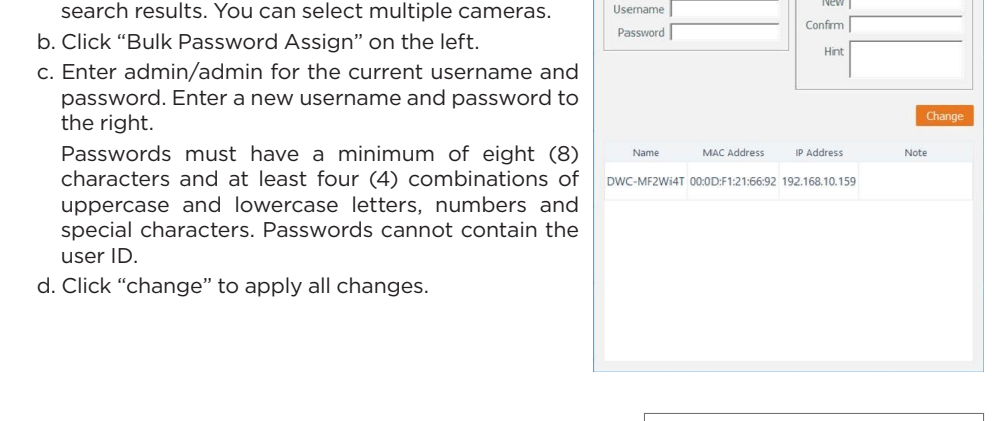 search results. You can select multiple cameras.
b. Click “Bulk Password Assign” on the left.
c. Enter admin/admin for the current username and
password. Enter a new username and password to
the right.
Passwords must have a minimum of eight (8)
characters and at least four (4) combinations of
uppercase and lowercase letters, numbers and
special characters. Passwords cannot contain the
user ID.
d. Click “change” to apply all changes.
Username
Password
New
Confirm
Hint
Change
Name MAC Address IP Address Note
DWC-MF2Wi4T 00:0D:F1:21:66:92 192.168.10.159